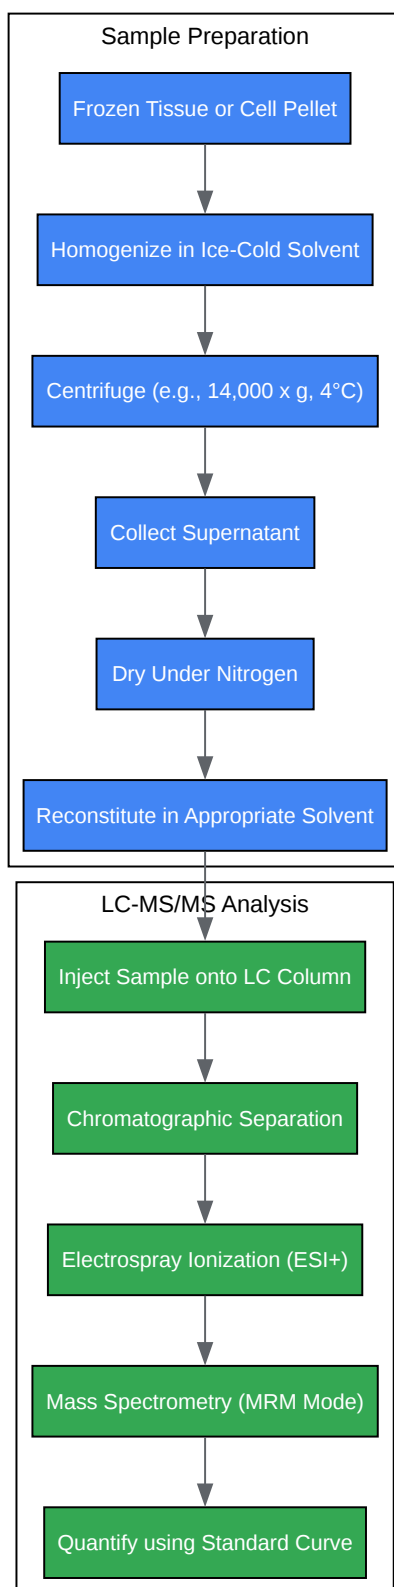 Sample Preparation
Frozen Tissue or Cell Pellet
Homogenize in Ice-Cold Solvent
Centrifuge (e.g., 14,000 x g, 4°C)
Collect Supernatant
Dry Under Nitrogen
Reconstitute in Appropriate Solvent
LC-MS/MS Analysis
Inject Sample onto LC Column
Chromatographic Separation
Electrospray Ionization (ESI+)
Mass Spectrometry (MRM Mode)
Quantify using Standard Curve